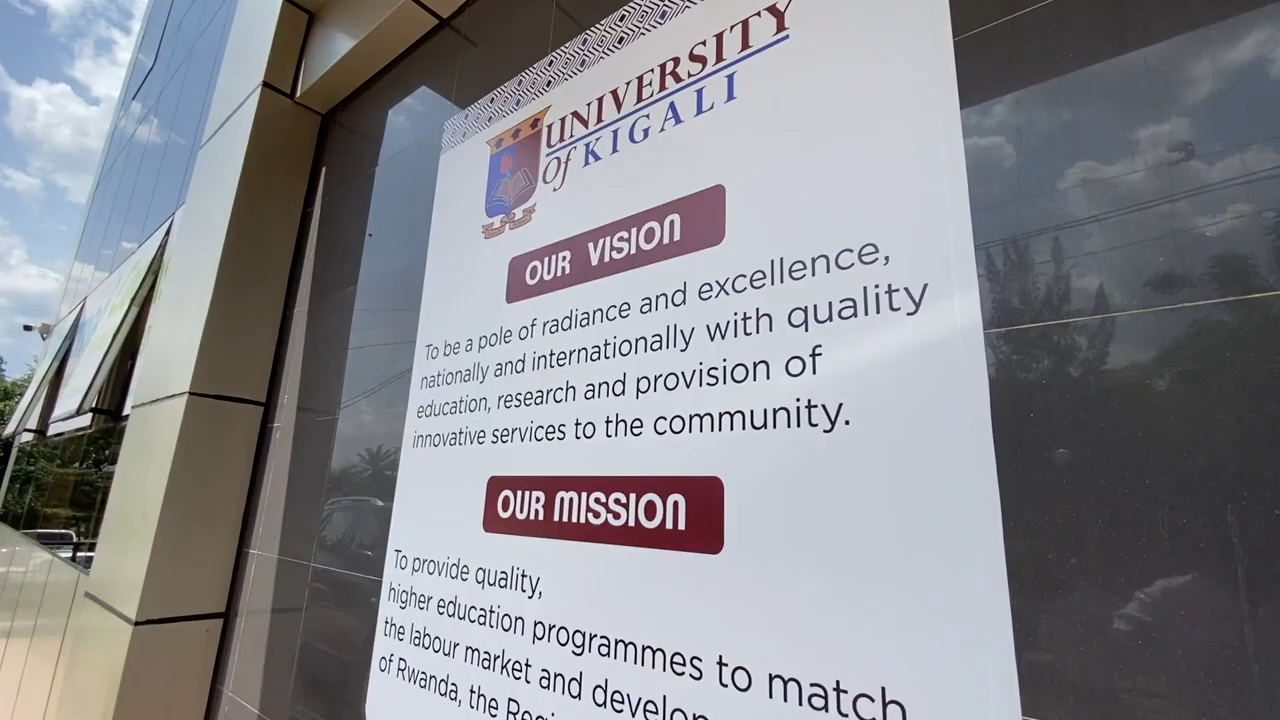 UNIVERSITY
Of KIGALI
OUR VISION
To be a pole of radiance and excellence,
nationally and internationally with quality
education, research and provision of
innovative services to the community.
OUR MISSION
To provide quality,
higher education programmes to match
the labour market and
of Rwanda, the